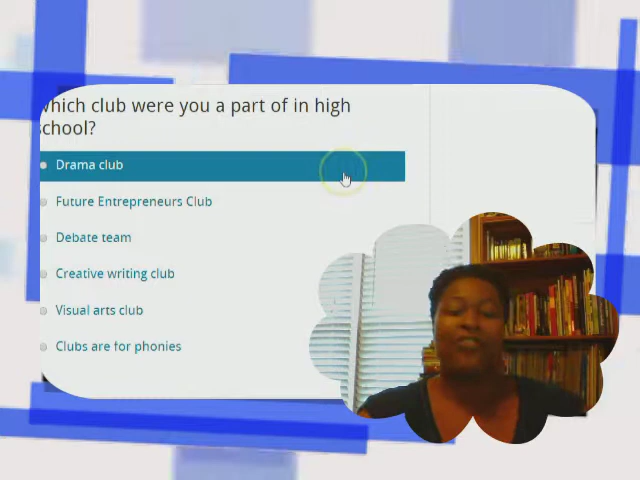 Which club were you a part of in high
school?
Drama club
Future Entrepreneurs Club
Debate team
Creative writing club
Visual arts club
Clubs are for phonies